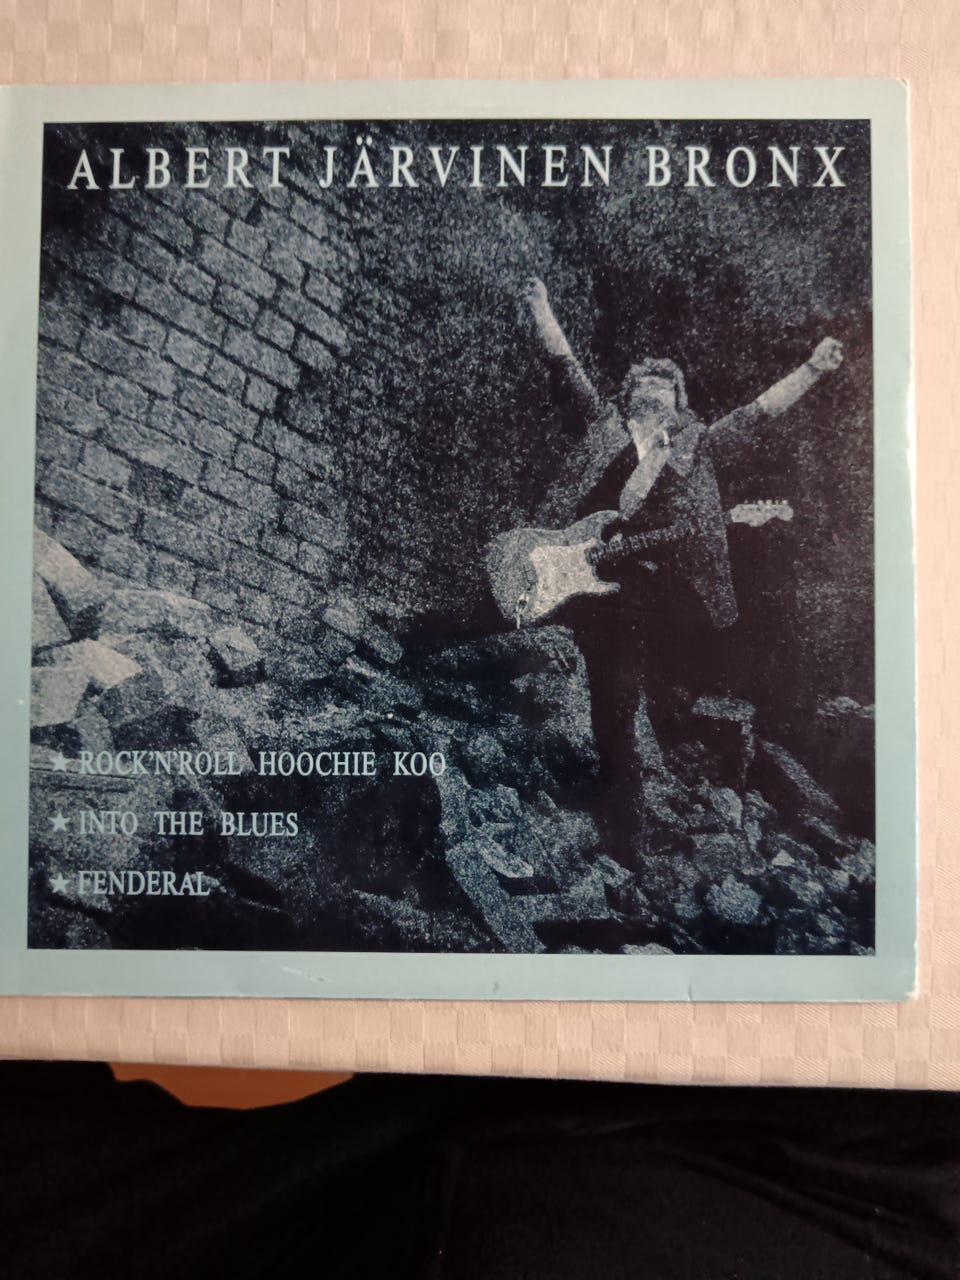 ALBERT JÄRVINEN BRONX
★ ROCK'N'ROLL HOOCHIE KOO
★ INTO THE BLUES
★ FENDERAL